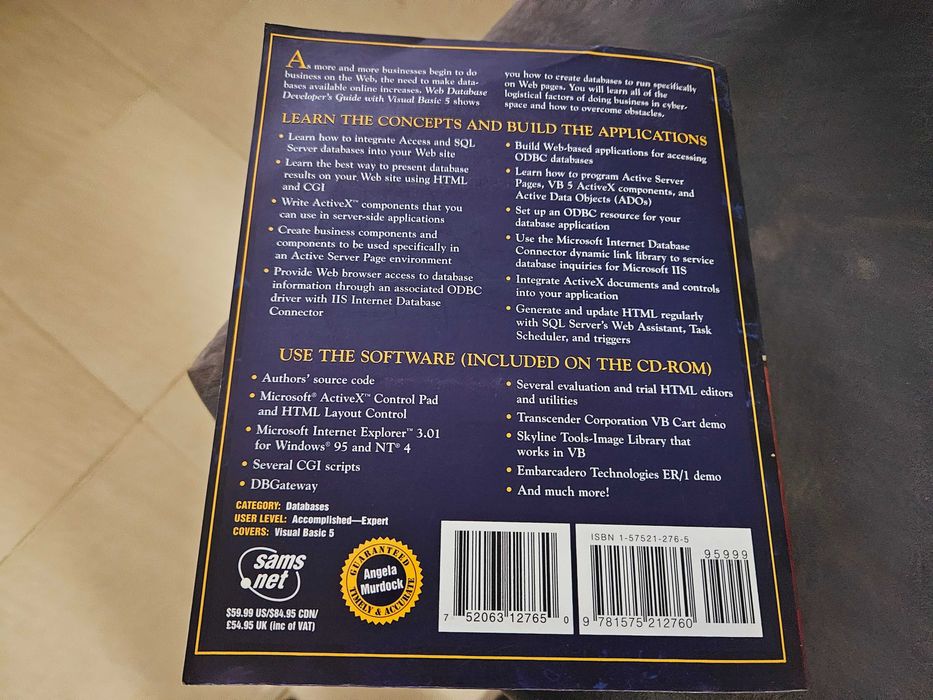 As more and more businesses begin to do
business on the Web, the need to make data-
bases available online increases. Web Database
Developer's Guide with Visual Basic 5 shows
you how to create databases to run specifically
on Web pages. You will learn all of the
logistical factors of doing business in cyber-
space and how to overcome obstacles.
LEARN THE CONCEPTS AND BUILD THE APPLICATIONS
• Learn how to integrate Access and SQL
Server databases into your Web site
• Learn the best way to present database
results on your Web site using HTML
and CGI
• Write ActiveX™ components that you
can use in server-side applications
• Create business components and
components to be used specifically in
an Active Server Page environment
• Provide Web browser access to database
information through an associated ODBC
driver with IIS Internet Database
Connector
• Build Web-based applications for accessing
ODBC databases
• Learn how to program Active Server
Pages, VB 5 ActiveX components, and
Active Data Objects (ADOs)
• Set up an ODBC resource for your
database application
• Use the Microsoft Internet Database
Connector dynamic link library to service
database inquiries for Microsoft IIS
• Integrate ActiveX documents and controls
into your application
• Generate and update HTML regularly
with SQL Server's Web Assistant, Task
Scheduler, and triggers
USE THE SOFTWARE (INCLUDED ON THE CD-ROM)
• Authors' source code
• Microsoft® ActiveX™ Control Pad
and HTML Layout Control
• Microsoft Internet Explorer™ 3.01
for Windows® 95 and NT® 4
• Several CGI scripts
• DBGateway
• Several evaluation and trial HTML editors
and utilities
• Transcender Corporation VB Cart demo
• Skyline Tools-Image Library that
works in VB
• Embarcadero Technologies ER/1 demo
• And much more!
CATEGORY: Databases
USER LEVEL: Accomplished—Expert
COVERS: Visual Basic 5
sams
.net
$59.99 US/$84.95 CDN/
£54.95 UK (inc of VAT)
GUARANTEED
Angela
Murdock
TIMELY & ACCURATE
7 52063 12765 0
ISBN 1-57521-276-5
95999
9 781575 212760